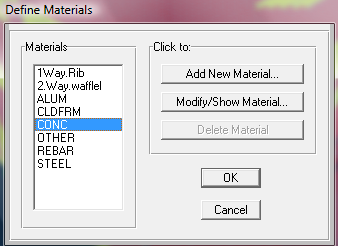 Define Materials
Materials
1Way.Rib
2.Way.wafflel
ALUM
CLDFRM
CONC
OTHER
REBAR
STEEL
Click to:
Add New Material...
Modify/Show Material...
Delete Material
OK
Cancel